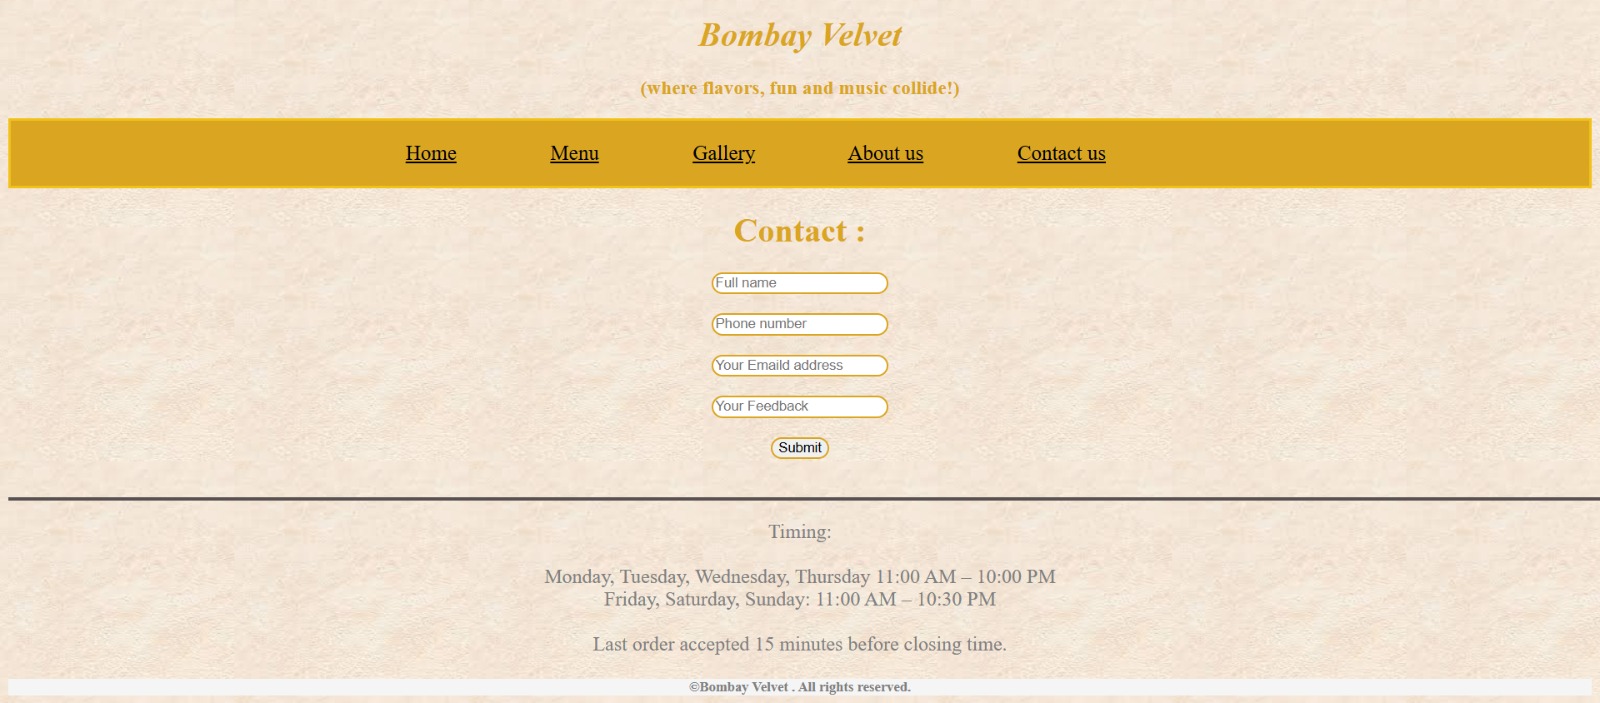 Bombay Velvet
(where flavors, fun and music collide!)
Home Menu Gallery About us Contact us
Contact :
Full name
Phone number
Your Emaild address
Your Feedback
Submit
Timing:
Monday, Tuesday, Wednesday, Thursday 11:00 AM – 10:00 PM
Friday, Saturday, Sunday: 11:00 AM – 10:30 PM
Last order accepted 15 minutes before closing time.
©Bombay Velvet . All rights reserved.